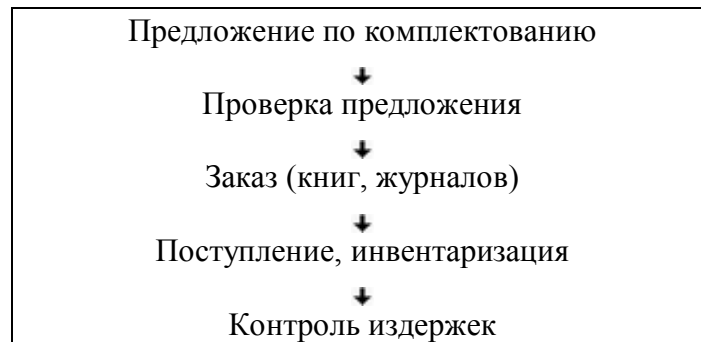 Предложение по комплектованию
Проверка предложения
Заказ (книг, журналов)
Поступление, инвентаризация
Контроль издержек